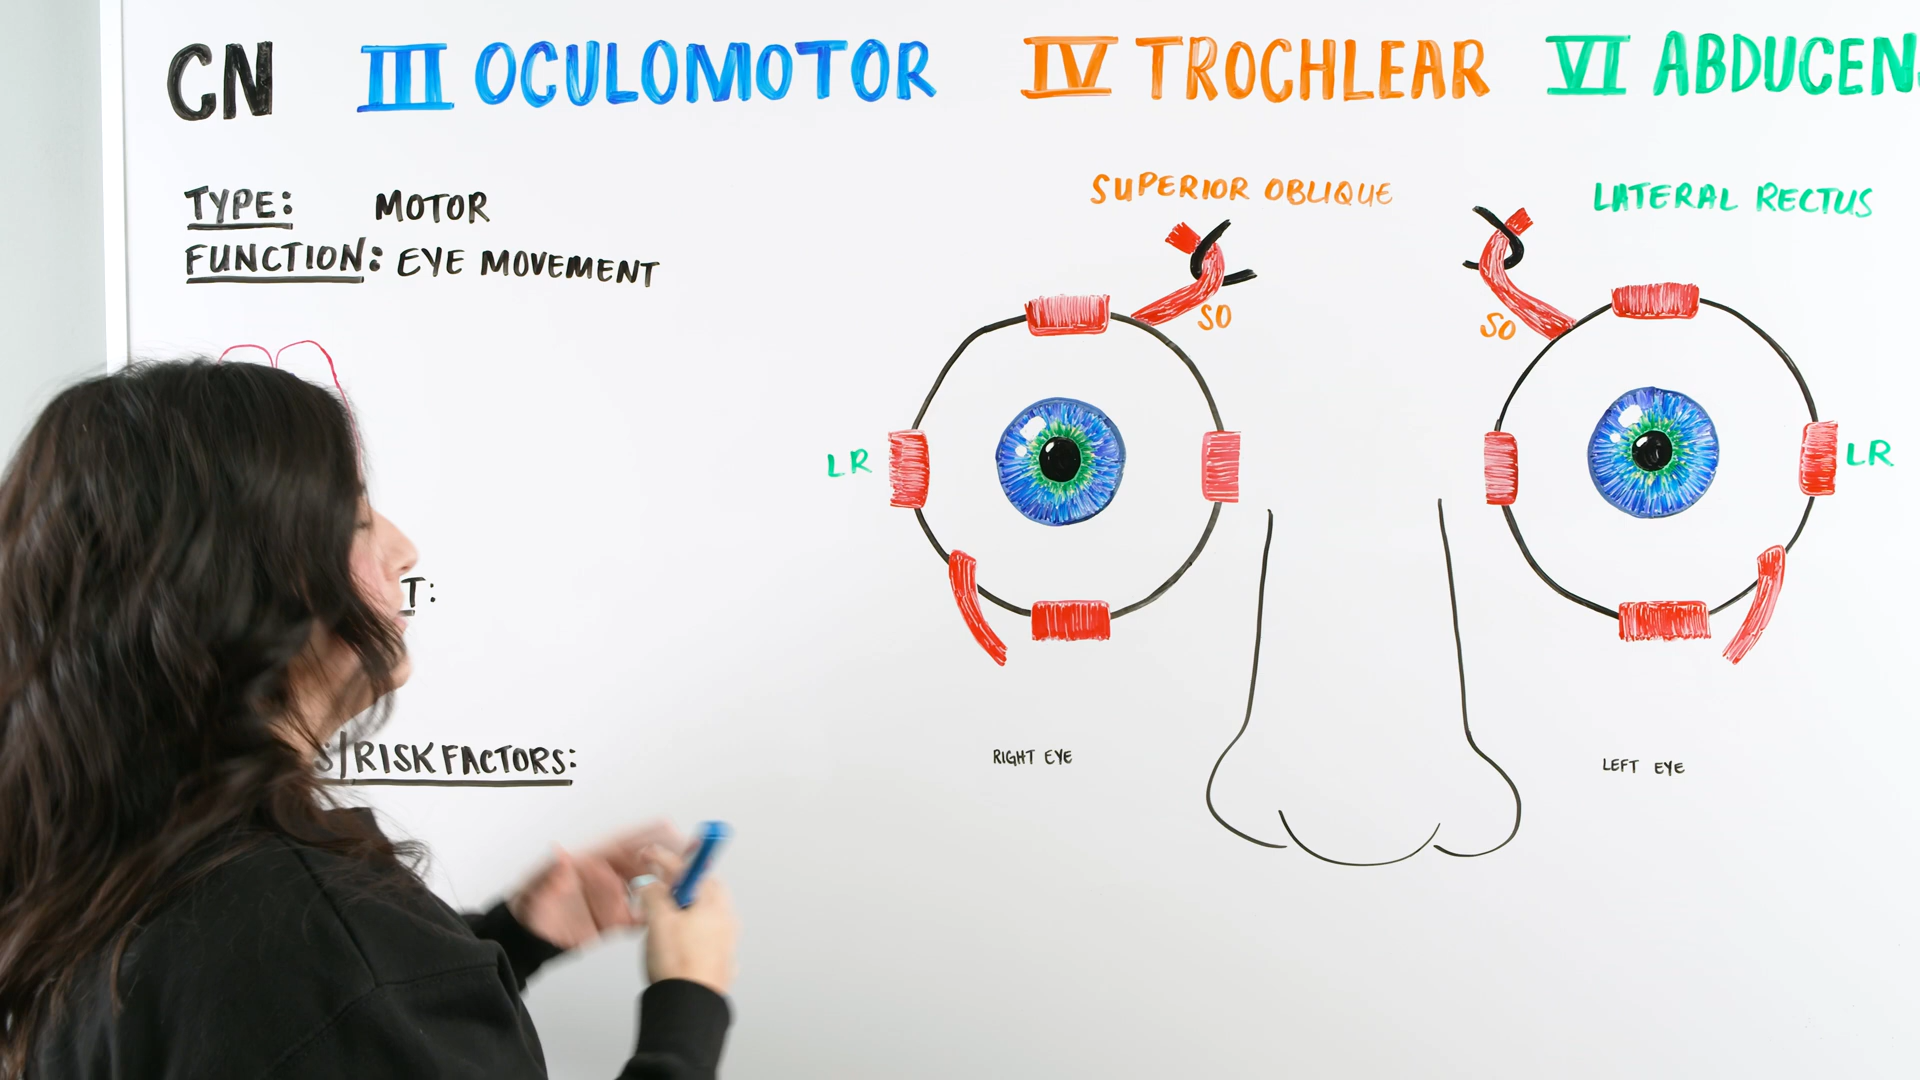 CN III OCULOMOTOR IV TROCHLEAR VI ABDUCEN
TYPE: MOTOR
FUNCTION: EYE MOVEMENT
SUPERIOR OBLIQUE
LATERAL RECTUS
SO
SO
LR
LR
T:
S/RISK FACTORS:
RIGHT EYE
LEFT EYE